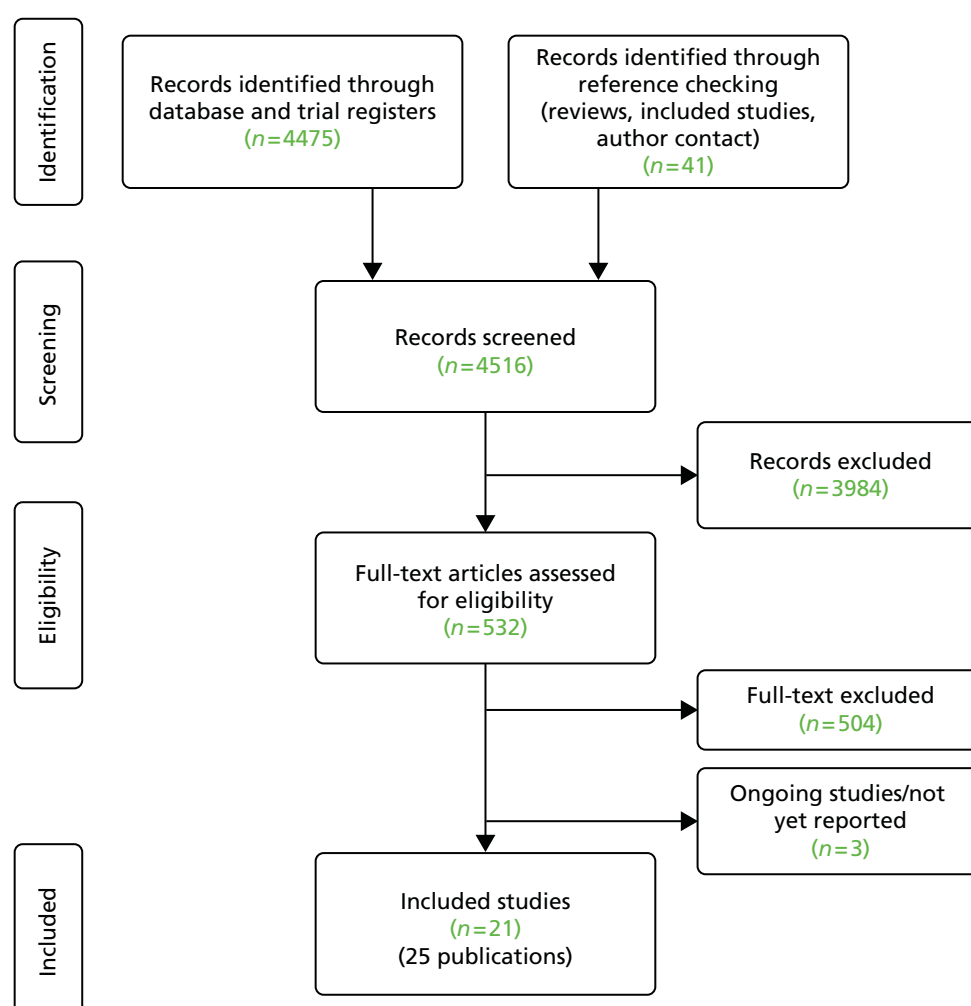 Identification
Records identified through
database and trial registers
(n=4475)
Records identified through
reference checking
(reviews, included studies,
author contact)
(n=41)
Screening
Records screened
(n=4516)
Records excluded
(n=3984)
Eligibility
Full-text articles assessed
for eligibility
(n=532)
Full-text excluded
(n=504)
Ongoing studies/not
yet reported
(n=3)
Included
Included studies
(n=21)
(25 publications)